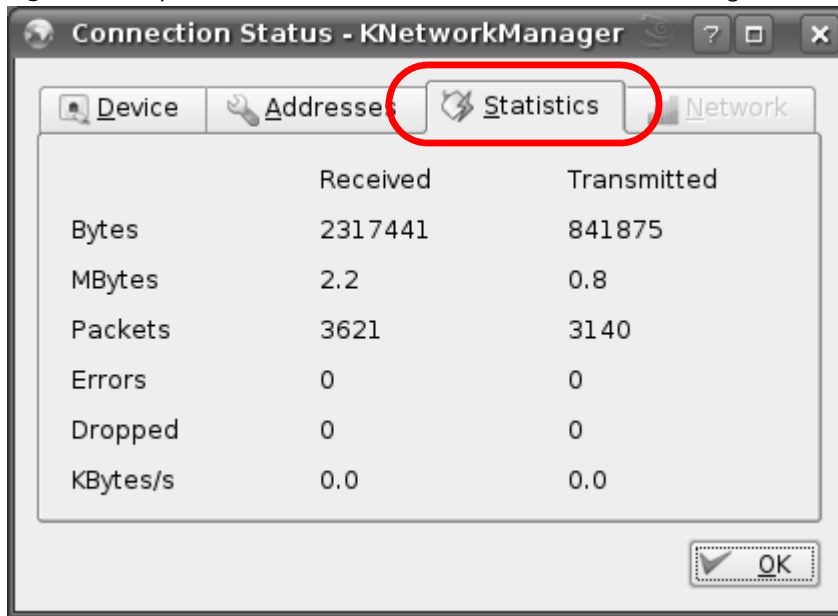 Connection Status - KNetworkManager
Device Addresses Statistics Network
Received Transmitted
Bytes 2317441 841875
MBytes 2.2 0.8
Packets 3621 3140
Errors 0 0
Dropped 0 0
KBytes/s 0.0 0.0
OK